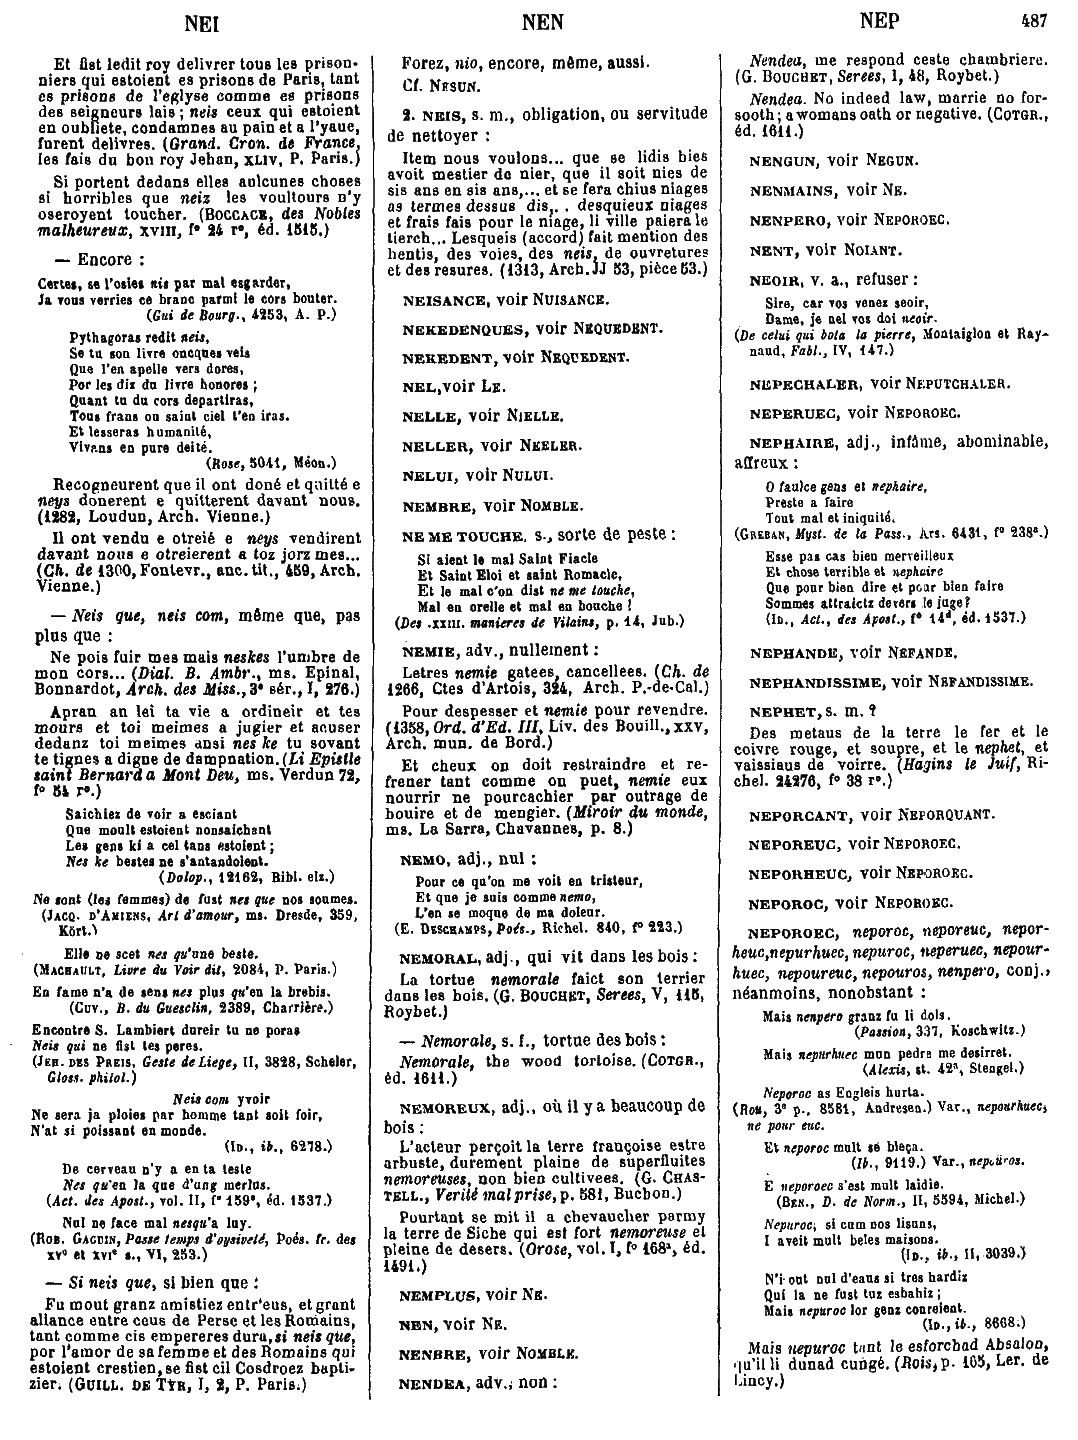 NEI
NEN
NEP
487
Et fist ledit roy delivrer tous les prison-
niers qui estoient es prisons de Paris, tant
es prisons de l'eglyse comme es prisons
des seigneurs lais ; neis ceux qui estoient
en oubliete, condamnes au pain et a l'yaue,
furent delivres. (Grand. Cron. de France,
les fais du bon roy Jehan, XLIV, P. Paris.)
Si portent dedans elles aulcunes choses
si horribles que neiz les voultours n'y
oseroyent toucher. (BOCCACE, des Nobles
malheureux, XVIII, f° 24 r°, éd. 1515.)
— Encore :
Certes, se l'osies nis par mal esgarder,
Ja vous verries ce branc parmi le cors bouter.
(Gui de Bourg., 4253, A. P.)
Pythagoras redit neis,
Se tu son livre oncques veis
Que l'en apelle vers dores,
Por les diz du livre honores ;
Quant tu du cors departiras,
Tous frans ou saint ciel t'en iras.
Et lesseras humanité,
Vivans en pure deité.
(Rose, 5041, Méon.)
Recogneurent que il ont doné et quitté e
neys donerent e quitterent davant nous.
(1282, Loudun, Arch. Vienne.)
Il ont vendu e otreié e neys vendirent
davant nous e otreierent a toz jorz mes...
(Ch. de 1300, Fontevr., anc. tit., 459, Arch.
Vienne.)
— Neis que, neis com, même que, pas
plus que :
Ne pois fuir mes mais neskes l'umbre de
mon cors... (Dial. B. Ambr., ms. Epinal,
Bonnardot, Arch. des Miss., 3e sér., I, 276.)
Apran an lei ta vie a ordineir et tes
mours et toi meimes a jugier et acuser
dedanz toi meimes ansi nes ke tu sovant
te tignes a digne de dampnation. (Li Epistle
saint Bernard a Mont Deu, ms. Verdun 72,
f° 54 r°.)
Saichiez de voir a esciant
Que moult estoient nonsaichant
Les gens ki a cel tans estoient ;
Nes ke bestes ne s'antandoient.
(Dolop., 12162, Bibl. elz.)
Ne sont (les femmes) de fust nes que nos soumes.
(JACQ. D'AMIENS, Art d'amour, ms. Dresde, 359,
Kört.)
Elle ne scet nes qu'une beste.
(MACHAULT, Livre du Voir dit, 2084, P. Paris.)
En fame n'a de sens nes plus qu'en la brebis.
(CUV., B. du Guesclin, 2389, Charrière.)
Encontre S. Lambiert dureir tu ne poras
Neis qui ne fist tes peres.
(JEH. DES PREIS, Geste de Liege, II, 3828, Scheler,
Gloss. philol.)
Neis com yvoir
Ne sera ja ploies par homme tant soit foir,
N'at si poissant en monde.
(ID., ib., 6278.)
De cerveau n'y a en ta teste
Nes qu'en la que d'ung merlus.
(Act. des Apost., vol. II, f° 159a, éd. 1537.)
Nul ne face mal nesqu'a luy.
(ROB. GAGUIN, Passe temps d'oysiveté, Poés. fr. des
XVe et XVIe s., VI, 253.)
— Si neis que, si bien que :
Fu mout granz amistiez entr'eus, et grant
aliance entre ceus de Perse et les Romains,
tant comme cis empereres dura, si neis que,
por l'amor de sa femme et des Romains qui
estoient crestien, se fist cil Cosdroez bapti-
zier. (GUILL. DE TYR, I, 2, P. Paris.)
Forez, nio, encore, même, aussi.
Cf. NESUN.
2. NEIS, s. m., obligation, ou servitude
de nettoyer :
Item nous voulons... que se lidis bies
avoit mestier da nier, que il soit nies de
sis ans en sis ans,... et se fera chius niages
as termes dessus dis,.. desquieux niages
et frais fais pour le niage, li ville paiera le
tierch... Lesqueis (accord) fait mention des
hentis, des voies, des neis, de ouvretures
et des resures. (1313, Arch. JJ 53, pièce 53.)
NEISANCE, voir NUISANCE.
NEKEDENQUES, voir NEQUEDENT.
NEKEDENT, voir NEQUEDENT.
NEL, voir LE.
NELLE, voir NIELLE.
NELLER, voir NEELER.
NELUI, voir NULUI.
NEMBRE, voir NOMBLE.
NE ME TOUCHE, s., sorte de peste :
Si aient le mal Saint Fiacle
Et Saint Eloi et saint Romacle,
Et le mal c'on dist ne me touche,
Mal en orelle et mal en bouche !
(Des .XXIII. manieres de Vilains, p. 14, Jub.)
NEMIE, adv., nullement :
Letres nemie gatees, cancellees. (Ch. de
1266, Ctes d'Artois, 324, Arch. P.-de-Cal.)
Pour despesser et nemie pour revendre.
(1358, Ord. d'Ed. III, Liv. des Bouill., XXV,
Arch. mun. de Bord.)
Et cheux on doit restraindre et re-
frener tant comme on puet, nemie eux
nourrir ne pourcachier par outrage de
bouire et de mengier. (Miroir du monde,
ms. La Sarra, Chavannes, p. 8.)
NEMO, adj., nul :
Pour ce qu'on me voit en tristeur,
Et que je suis comme nemo,
L'en se moque de ma doleur.
(E. DESCHAMPS, Poés., Richel. 840, f° 223.)
NEMORAL, adj., qui vit dans les bois :
La tortue nemorale faict son terrier
dans les bois. (G. BOUCHET, Serees, V, 115,
Roybet.)
— Nemorale, s. f., tortue des bois :
Nemorale, the wood tortoise. (COTGR.,
éd. 1611.)
NEMOREUX, adj., où il y a beaucoup de
bois :
L'acteur perçoit la terre françoise estre
arbuste, durement plaine de superfluites
nemoreuses, non bien cultivees. (G. CHAS-
TELL., Verité mal prise, p. 581, Buchon.)
Pourtant se mit il a chevaucher parmy
la terre de Siche qui est fort nemoreuse et
pleine de desers. (Orose, vol. I, f° 168a, éd.
1491.)
NEMPLUS, voir NE.
NEN, voir NE.
NENBRE, voir NOMBLE.
NENDEA, adv., non :
Nendea, me respond ceste chambriere.
(G. BOUCHET, Serees, 1, 48, Roybet.)
Nendea. No indeed law, marrie no for-
sooth ; a womans oath or negative. (COTGR.,
éd. 1611.)
NENGUN, voir NEGUN.
NENMAINS, voir NE.
NENPERO, voir NEPOROEC.
NENT, voir NOIANT.
NEOIR, v. a., refuser :
Sire, car vos venez seoir,
Dame, je nel vos doi neoir.
(De celui qui bota la pierre, Montaiglon et Ray-
naud, Fabl., IV, 147.)
NEPECHALER, voir NEPUTCHALER.
NEPERUEC, voir NEPOROEC.
NEPHAIRE, adj., infâme, abominable,
affreux :
O faulce gens et nephaire,
Preste a faire
Tout mal et iniquité.
(GREBAN, Myst. de la Pass., Ars. 6431, f° 238a.)
Esse pas cas bien merveilleux
Et chose terrible et nephaire
Que pour bien dire et pour bien faire
Sommes attraictz devers le juge ?
(ID., Act., des Apost., f° 14d, éd. 1537.)
NEPHANDE, voir NEFANDE.
NEPHANDISSIME, voir NEFANDISSIME.
NEPHET, s. m. ?
Des metaus de la terre le fer et le
coivre rouge, et soupre, et le nephet, et
vaissiaus de voirre. (Hagins le Juif, Ri-
chel. 24276, f° 38 r°.)
NEPORCANT, voir NEPORQUANT.
NEPOREUC, voir NEPOROEC.
NEPORHEUC, voir NEPOROEC.
NEPOROC, voir NEPOROEC.
NEPOROEC, neporoc, neporeuc, nepor-
heuc, nepurhuec, nepuroc, neperuec, nepour-
huec, nepoureuc, nepouros, nenpero, conj.,
néanmoins, nonobstant :
Mais nenpero granz fu li dols.
(Passion, 337, Koschwitz.)
Mais nepurhuec mun pedre me desirret.
(Alexis, st. 42a, Stengel.)
Neporoc as Engleis hurta.
(Rou, 3e p., 8581, Andresen.) Var., nepourhuec,
ne pour euc.
Et neporoc mult se bleça.
(Ib., 9119.) Var., nepouros.
E neporoec s'est mult laidie.
(BEN., D. de Norm., II, 5594, Michel.)
Nepuroc, si cum nos lisuns,
I aveit mult beles maisons.
(ID., ib., II, 3039.)
N'i out nul d'eaus si tres hardiz
Qui la ne fust tuz esbahiz ;
Mais nepuroc lor genz conreient.
(ID., ib., 8668.)
Mais nepuroc tant le esforchad Absalon,
qu'il li dunad cungé. (Rois, p. 165, Ler. de
Lincy.)